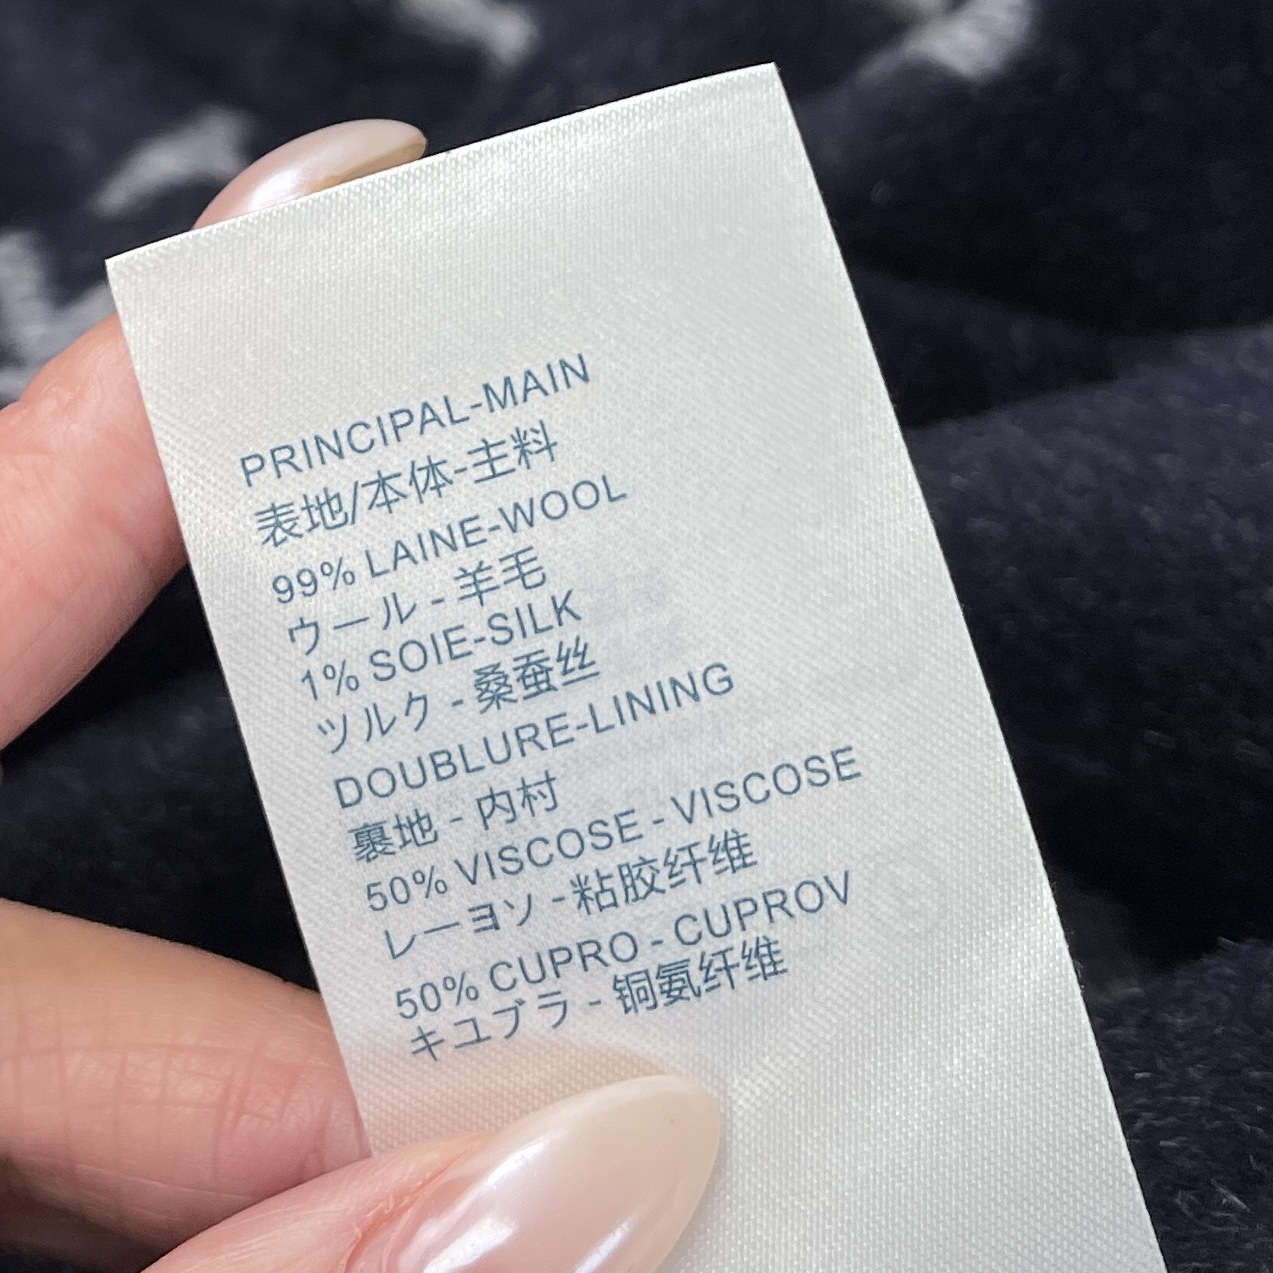 PRINCIPAL-MAIN
表地/本体-主料
99% LAINE-WOOL
ウール - 羊毛
1% SOIE-SILK
ツルク - 桑蚕丝
DOUBLURE-LINING
裏地 - 内村
50% VISCOSE - VISCOSE
レーヨソ - 粘胶纤维
50% CUPRO - CUPROV
キユブラ - 铜氨纤维